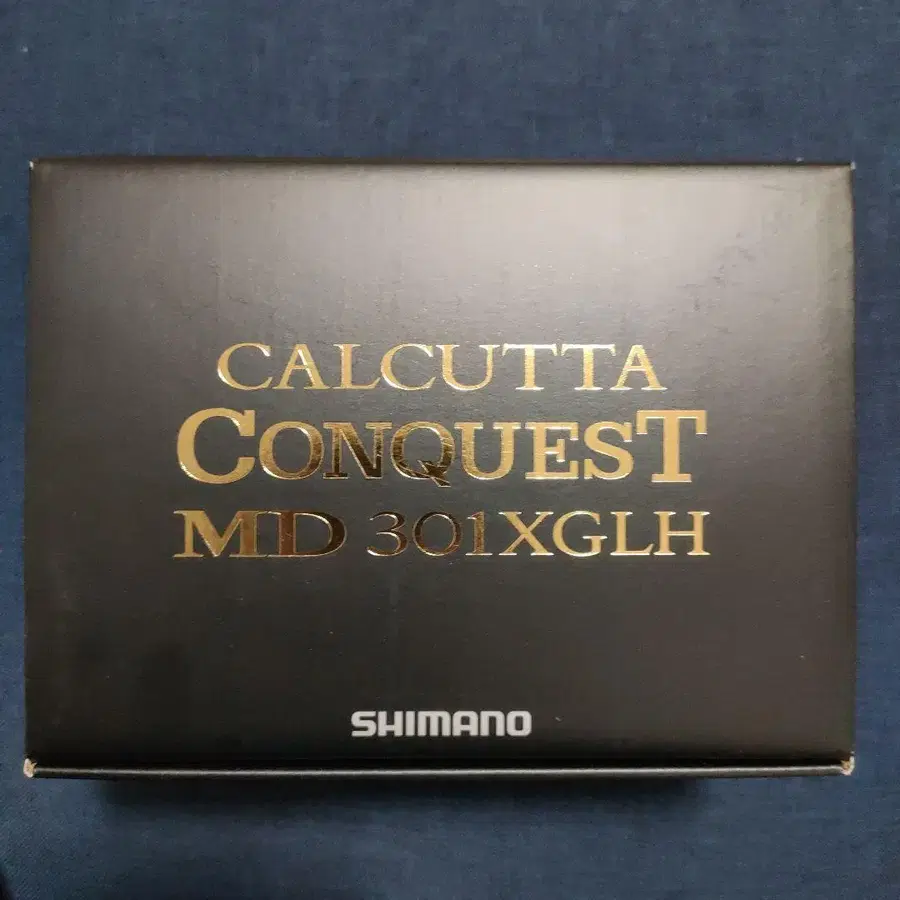 CALCUTTA
CONQUEST
MD 301XGLH
SHIMANO